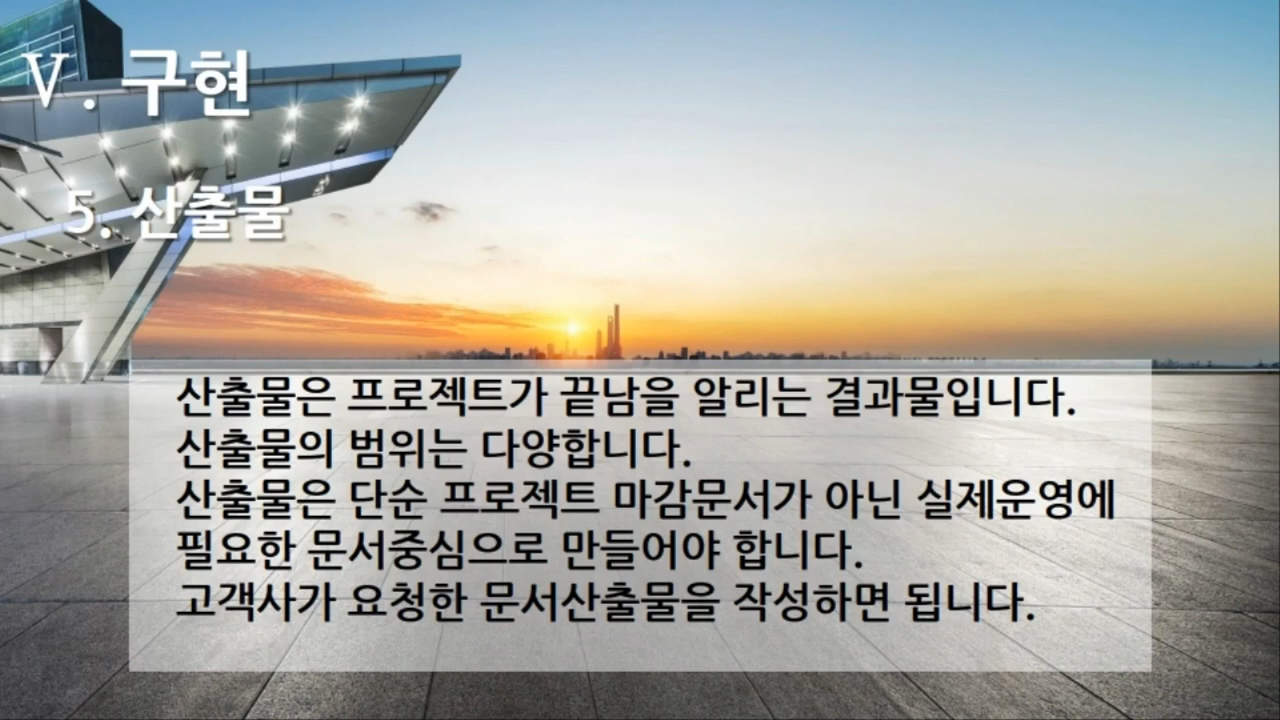 V. 구현
5. 산출물
산출물은 프로젝트가 끝남을 알리는 결과물입니다.
산출물의 범위는 다양합니다.
산출물은 단순 프로젝트 마감문서가 아닌 실제운영에
필요한 문서중심으로 만들어야 합니다.
고객사가 요청한 문서산출물을 작성하면 됩니다.